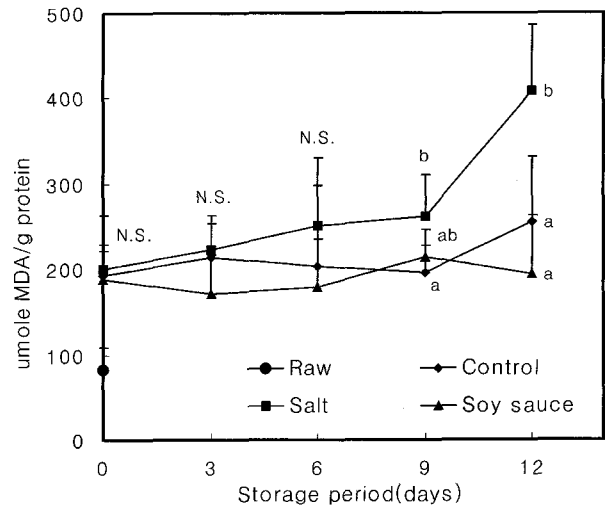 umole MDA/g protein
500
400
300
200
100
0
N.S.
N.S.
N.S.
b
b
ab
a
a
a
Raw
Control
Salt
Soy sauce
0 3 6 9 12
Storage period(days)